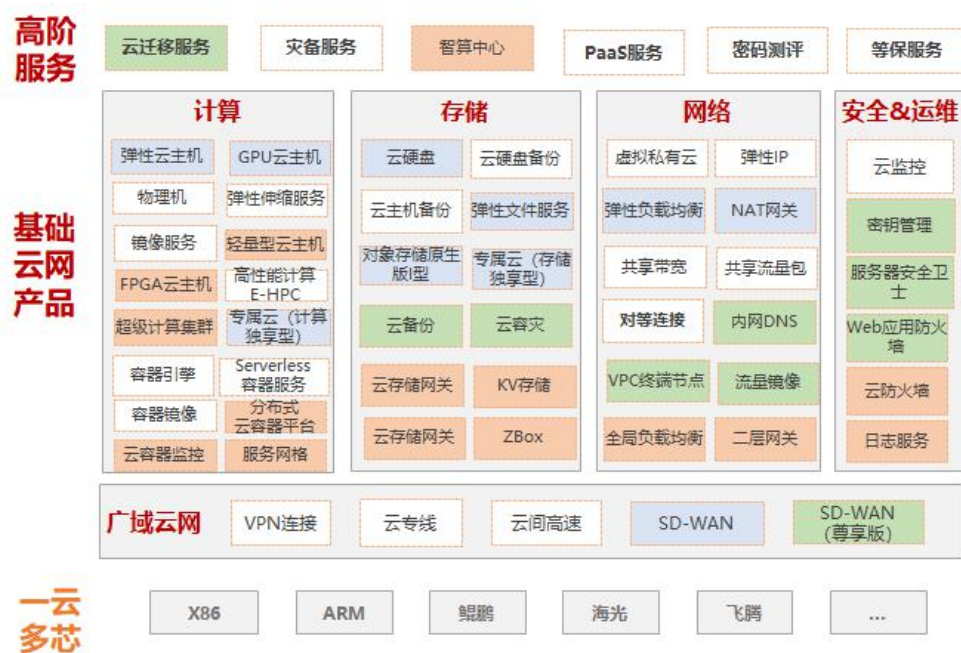 高阶
服务
云迁移服务
灾备服务
智算中心
PaaS服务
密码测评
等保服务
基础
云网
产品
计算
弹性云主机
GPU云主机
物理机
弹性伸缩服务
镜像服务
轻量型云主机
FPGA云主机
高性能计算
E-HPC
超级计算集群
专属云（计算
独享型）
容器引擎
Serverless
容器服务
容器镜像
分布式
云容器平台
云容器监控
服务网格
存储
云硬盘
云硬盘备份
云主机备份
弹性文件服务
对象存储原生
版I型
专属云（存储
独享型）
云备份
云容灾
云存储网关
KV存储
云存储网关
ZBox
网络
虚拟私有云
弹性IP
弹性负载均衡
NAT网关
共享带宽
共享流量包
对等连接
内网DNS
VPC终端节点
流量镜像
全局负载均衡
二层网关
安全&运维
云监控
密钥管理
服务器安全卫
士
Web应用防火
墙
云防火墙
日志服务
广域云网
VPN连接
云专线
云间高速
SD-WAN
SD-WAN
（尊享版）
一云
多芯
X86
ARM
鲲鹏
海光
飞腾
...